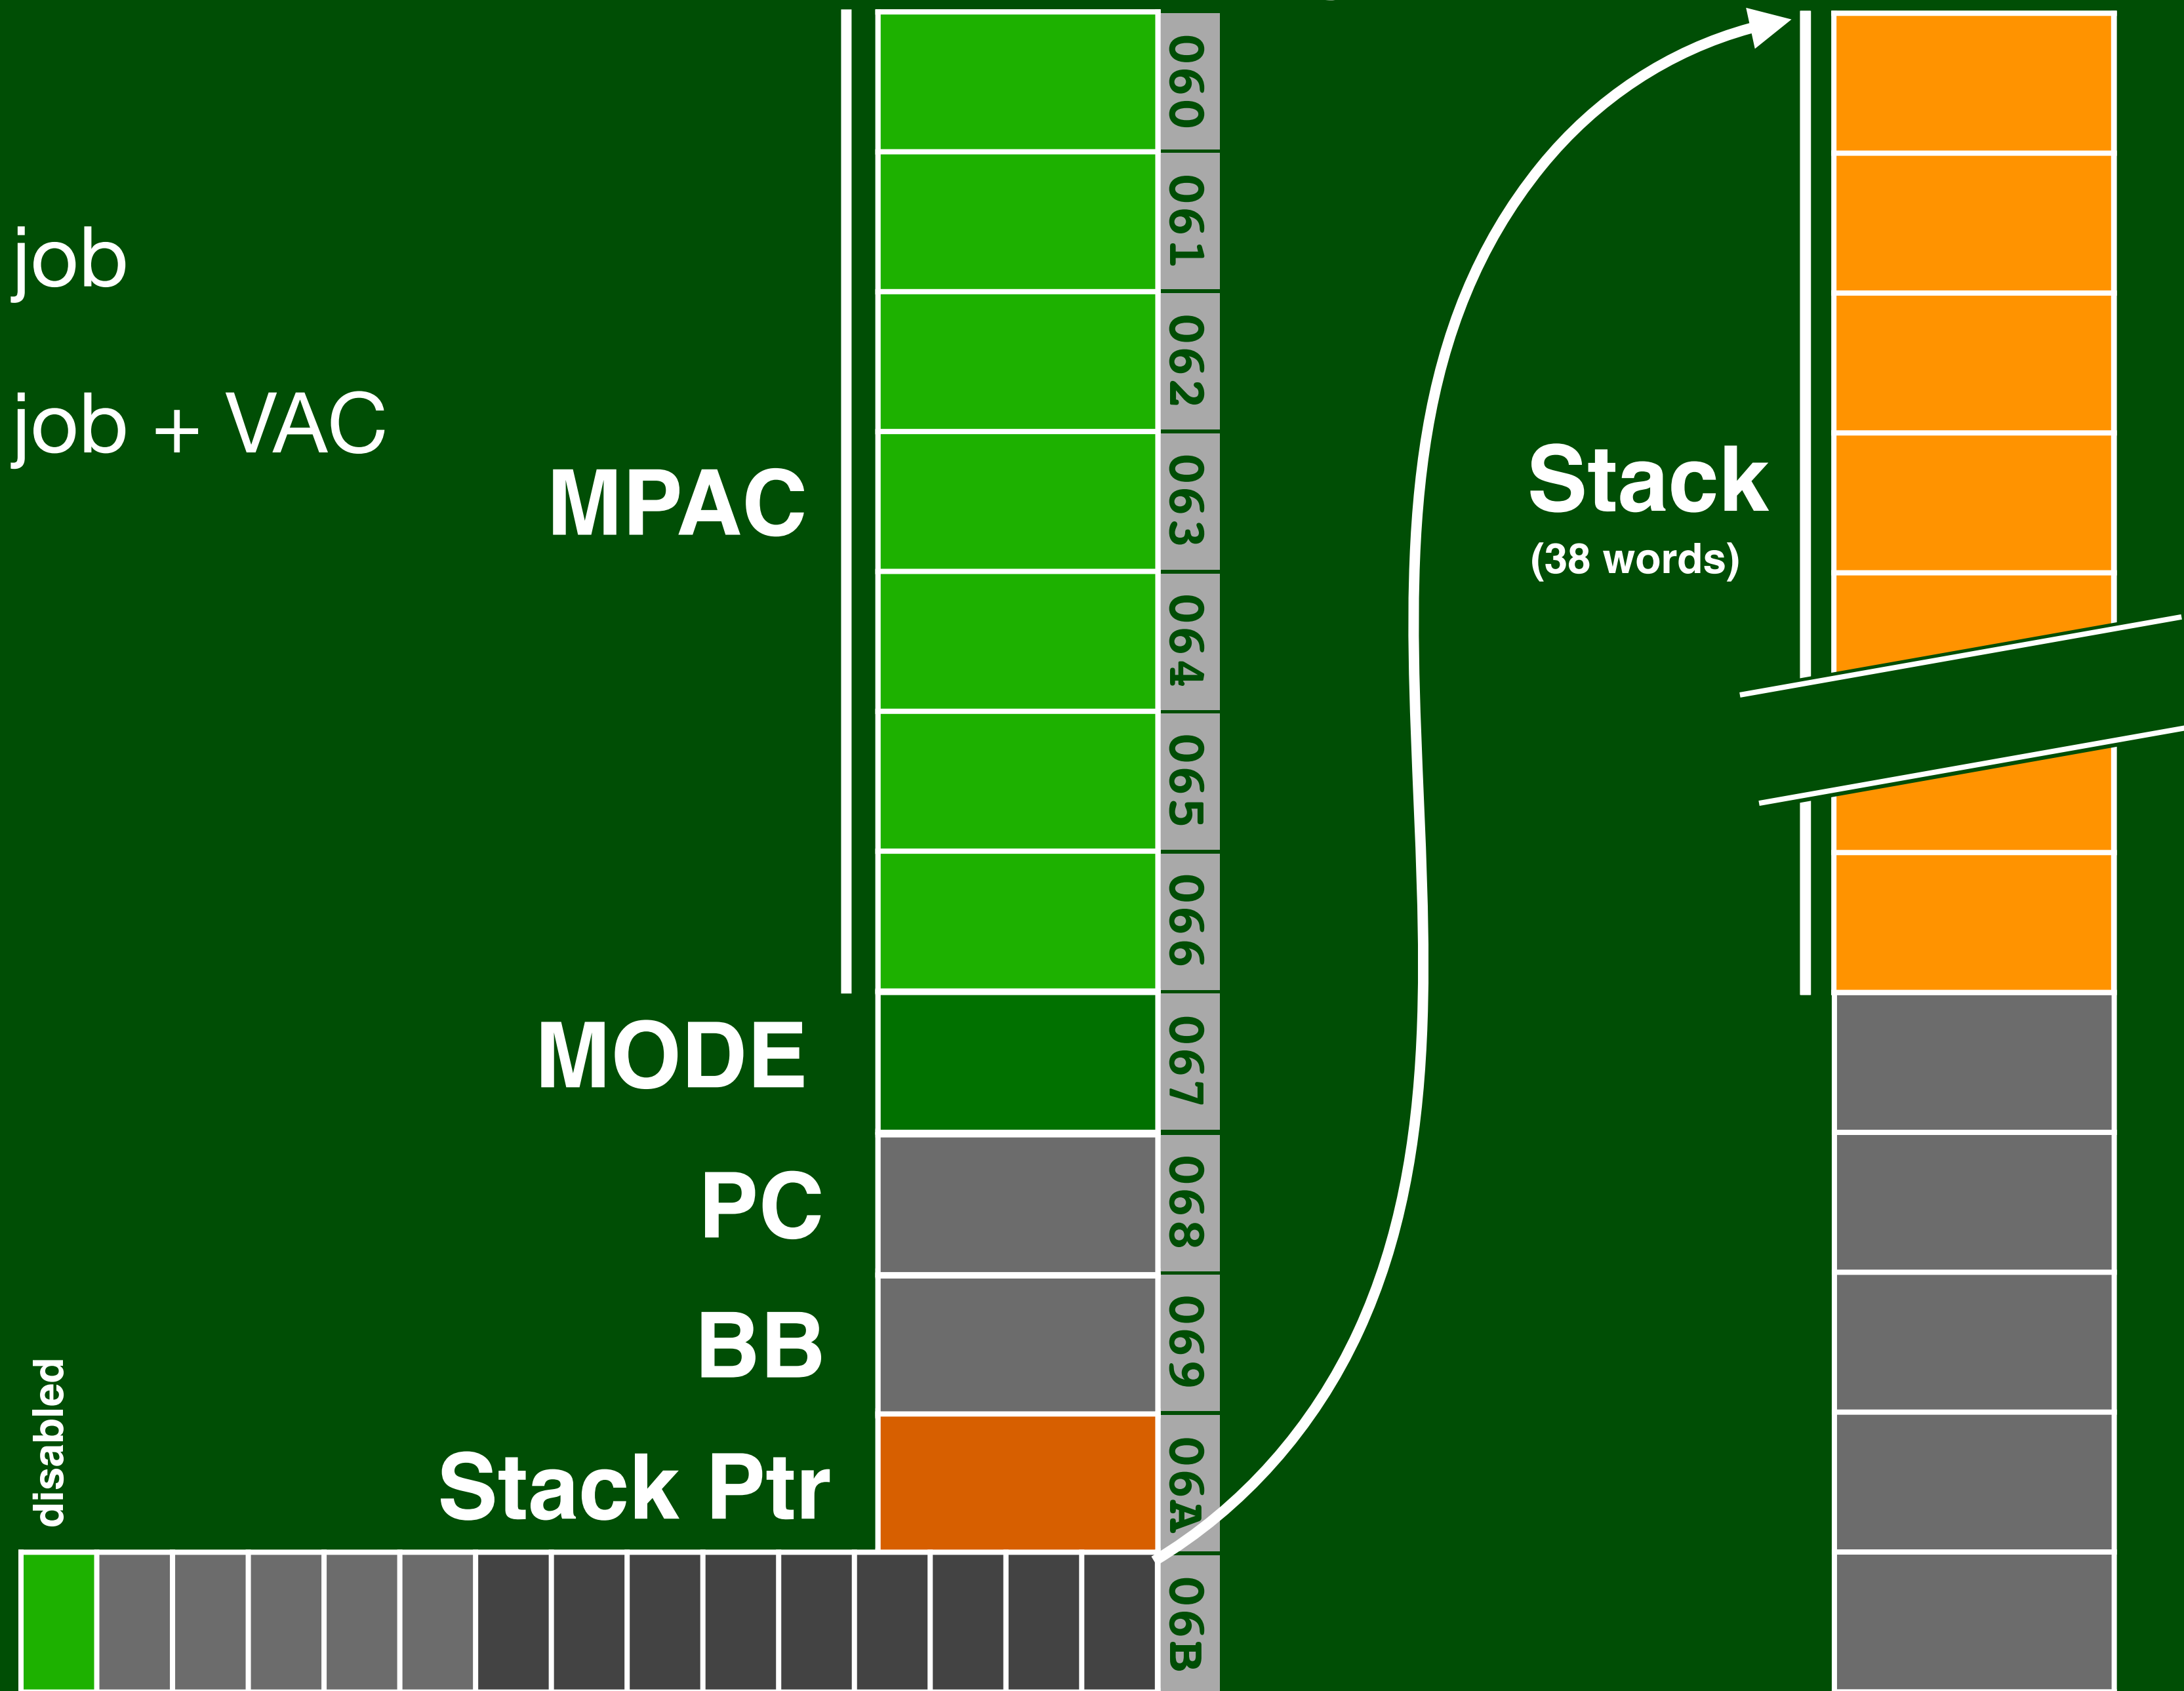 job
job + VAC
MPAC
MODE
PC
BB
Stack Ptr
disabled
060
061
062
063
064
065
066
067
068
069
06A
06B
Stack
(38 words)